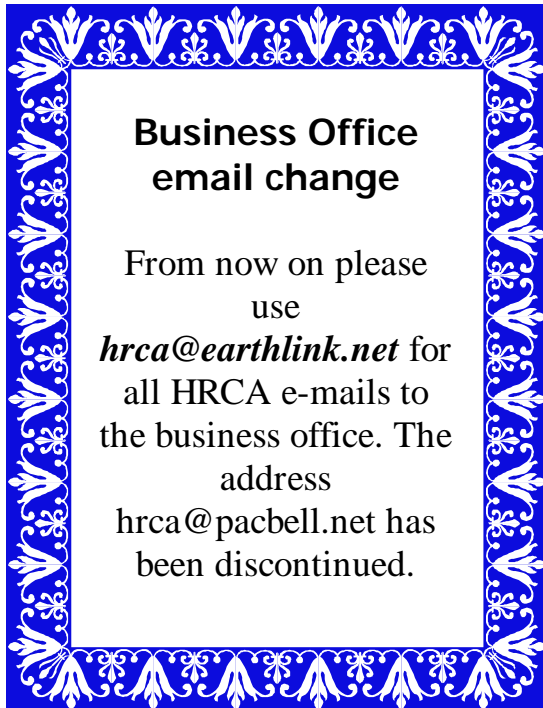 Business Office
email change
From now on please
use
hrca@earthlink.net for
all HRCA e-mails to
the business office. The
address
hrca@pacbell.net has
been discontinued.